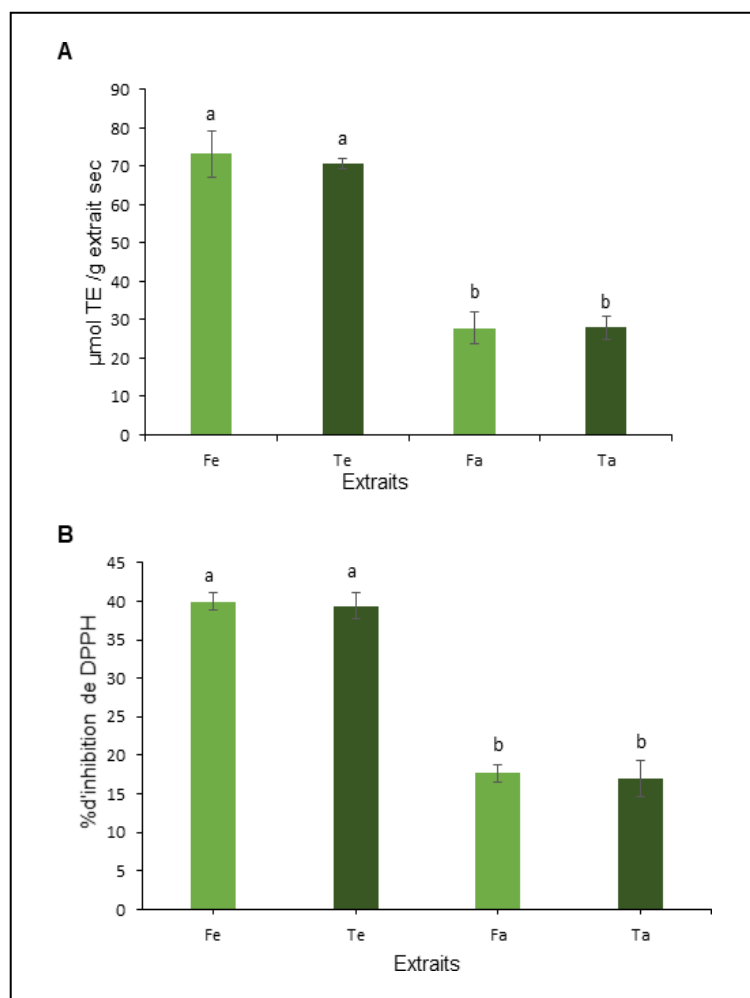 A
90
80
70
60
50
40
30
20
10
0
µmol TE /g extrait sec
a
a
b
b
Fe Te Fa Ta
Extraits
B
45
40
35
30
25
20
15
10
5
0
%d'inhibition de DPPH
a
a
b
b
Fe Te Fa Ta
Extraits